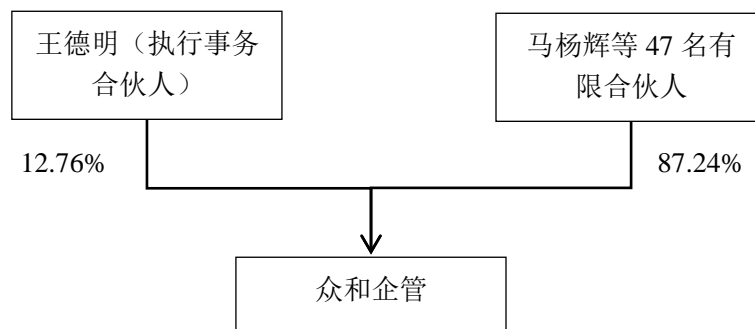 王德明（执行事务
合伙人）
马杨辉等 47 名有
限合伙人
12.76%
87.24%
众和企管